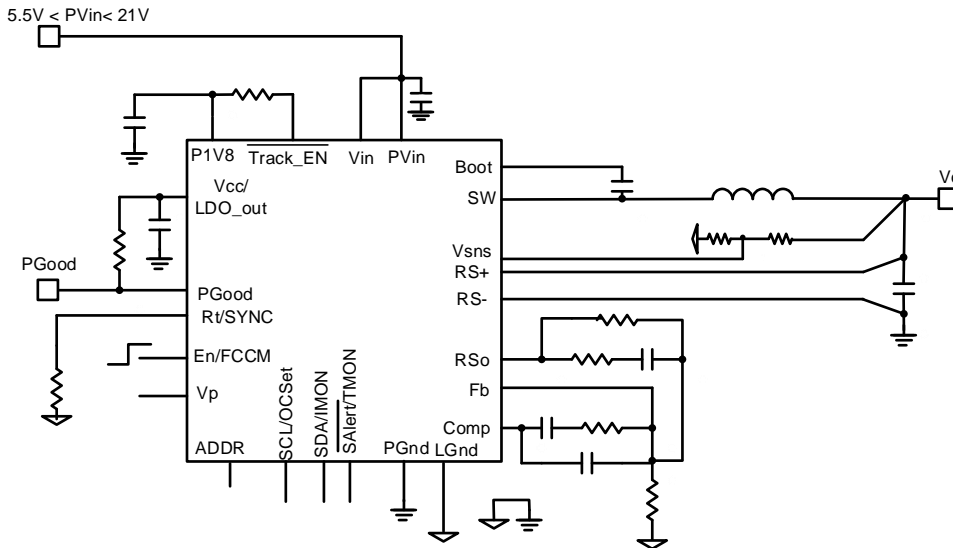 5.5V < PVin< 21V
P1V8
Track_EN
Vin
PVin
Boot
Vcc/
LDO_out
SW
Vo
Vsns
RS+
PGood
RS-
PGood
Rt/SYNC
En/FCCM
RSo
Vp
Fb
Comp
ADDR
SCL/OCSet
SDA/IMON
SAlert/TMON
PGnd
LGnd